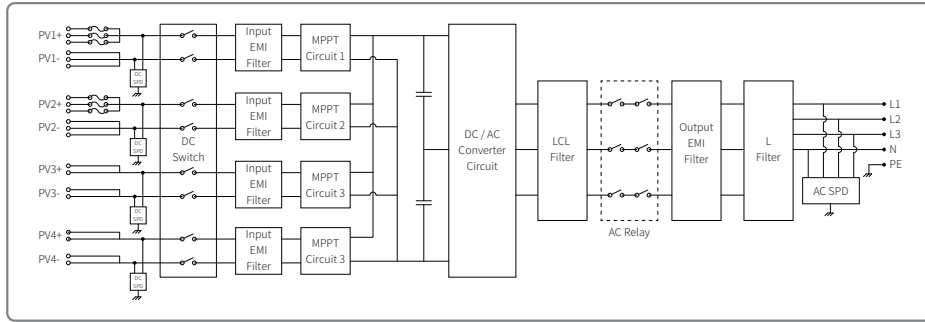 PV1+
PV1-
DC
SPD
Input
EMI
Filter
MPPT
Circuit 1
PV2+
PV2-
DC
SPD
Input
EMI
Filter
MPPT
Circuit 2
DC
Switch
PV3+
PV3-
DC
SPD
Input
EMI
Filter
MPPT
Circuit 3
PV4+
PV4-
DC
SPD
Input
EMI
Filter
MPPT
Circuit 3
DC / AC
Converter
Circuit
LCL
Filter
AC Relay
Output
EMI
Filter
L
Filter
L1
L2
L3
N
PE
AC SPD